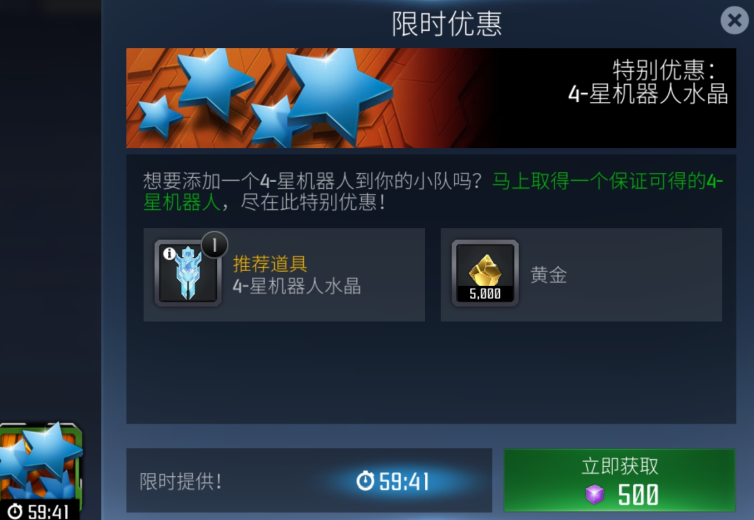 限时优惠
特别优惠：
4-星机器人水晶
想要添加一个4-星机器人到你的小队吗？马上取得一个保证可得的4-
星机器人，尽在此特别优惠！
1
推荐道具
4-星机器人水晶
5,000
黄金
限时提供！
59:41
立即获取
500
59:41